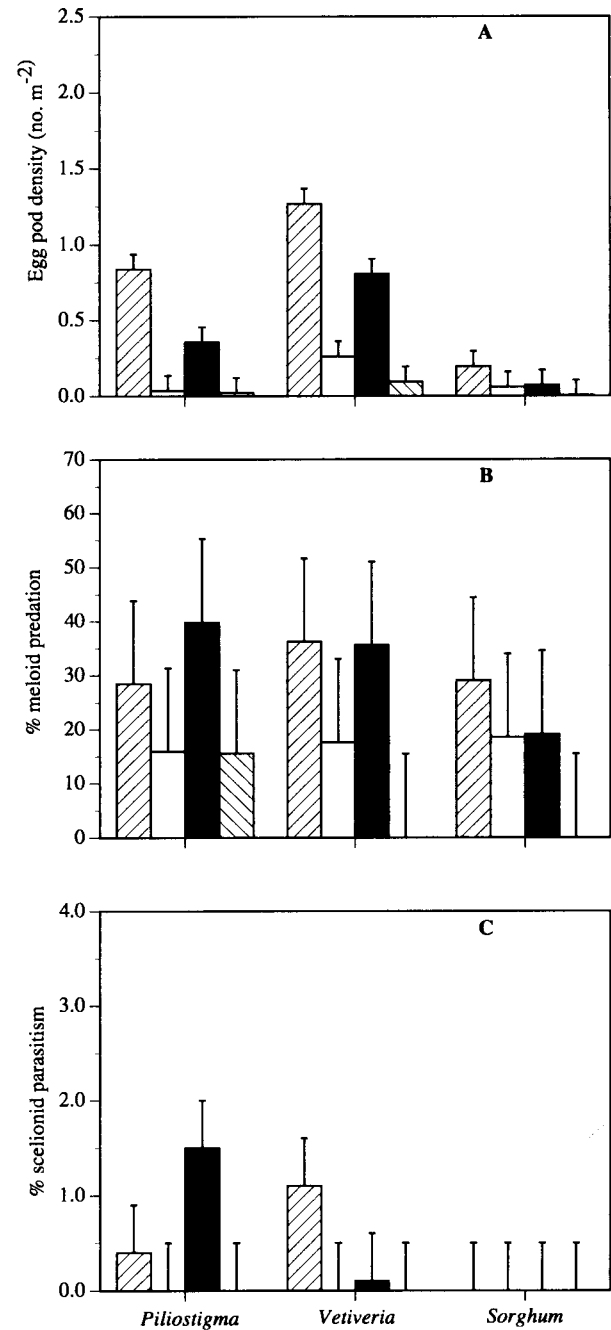 A
2.5
2.0
1.5
1.0
0.5
0.0
Egg pod density (no. m-2)
B
70
60
50
40
30
20
10
0
% meloid predation
C
4.0
3.0
2.0
1.0
0.0
% scelionid parasitism
Piliostigma Vetiveria Sorghum